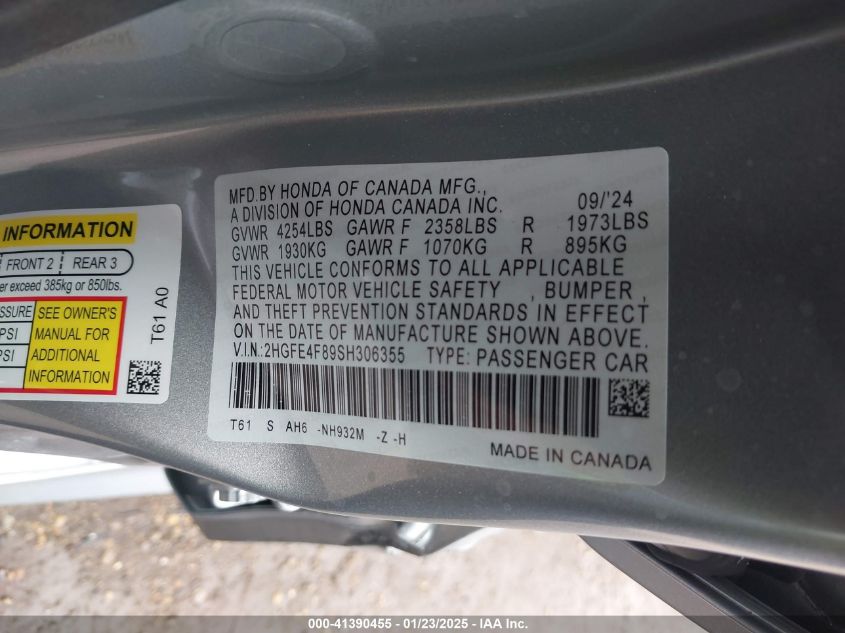 INFORMATION
FRONT 2 REAR 3
er exceed 385kg or 850lbs.
SSURE
PSI
PSI
SEE OWNER'S
MANUAL FOR
ADDITIONAL
INFORMATION
T61 A0
MFD.BY HONDA OF CANADA MFG.,
A DIVISION OF HONDA CANADA INC. 09/'24
GVWR 4254LBS GAWR F 2358LBS R 1973LBS
GVWR 1930KG GAWR F 1070KG R 895KG
THIS VEHICLE CONFORMS TO ALL APPLICABLE
FEDERAL MOTOR VEHICLE SAFETY , BUMPER ,
AND THEFT PREVENTION STANDARDS IN EFFECT
ON THE DATE OF MANUFACTURE SHOWN ABOVE.
V.I.N.:2HGFE4F89SH306355 TYPE: PASSENGER CAR
T61 S AH6 -NH932M -Z -H
MADE IN CANADA
000-41390455 - 01/23/2025 - IAA Inc.